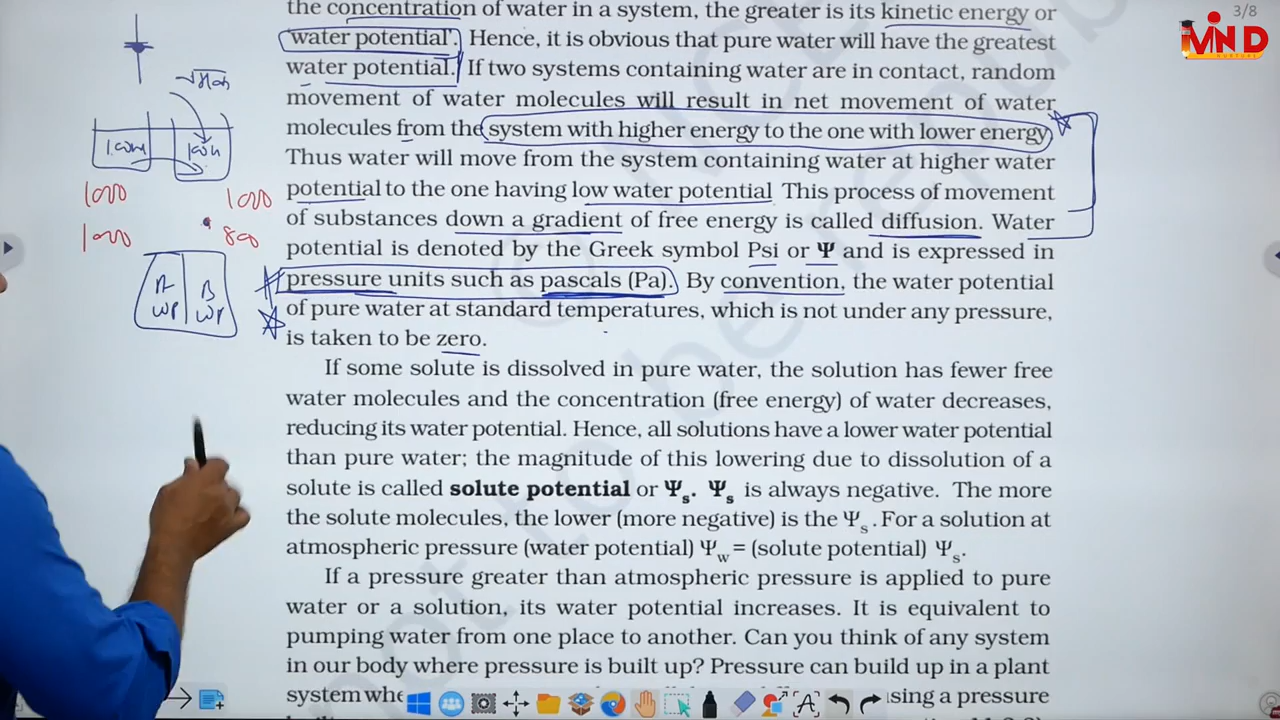 the concentration of water in a system, the greater is its kinetic energy or
'water potential'. Hence, it is obvious that pure water will have the greatest
water potential. If two systems containing water are in contact, random
movement of water molecules will result in net movement of water
molecules from the system with higher energy to the one with lower energy.
Thus water will move from the system containing water at higher water
potential to the one having low water potential This process of movement
of substances down a gradient of free energy is called diffusion. Water
potential is denoted by the Greek symbol Psi or Ψ and is expressed in
pressure units such as pascals (Pa). By convention, the water potential
of pure water at standard temperatures, which is not under any pressure,
is taken to be zero.
If some solute is dissolved in pure water, the solution has fewer free
water molecules and the concentration (free energy) of water decreases,
reducing its water potential. Hence, all solutions have a lower water potential
than pure water; the magnitude of this lowering due to dissolution of a
solute is called solute potential or Ψs. Ψs is always negative. The more
the solute molecules, the lower (more negative) is the Ψs. For a solution at
atmospheric pressure (water potential) Ψw = (solute potential) Ψs.
If a pressure greater than atmospheric pressure is applied to pure
water or a solution, its water potential increases. It is equivalent to
pumping water from one place to another. Can you think of any system
in our body where pressure is built up? Pressure can build up in a plant
system whe
ising a pressure
3/8
MIND
1000 1000
1000 800
A B
WP WP